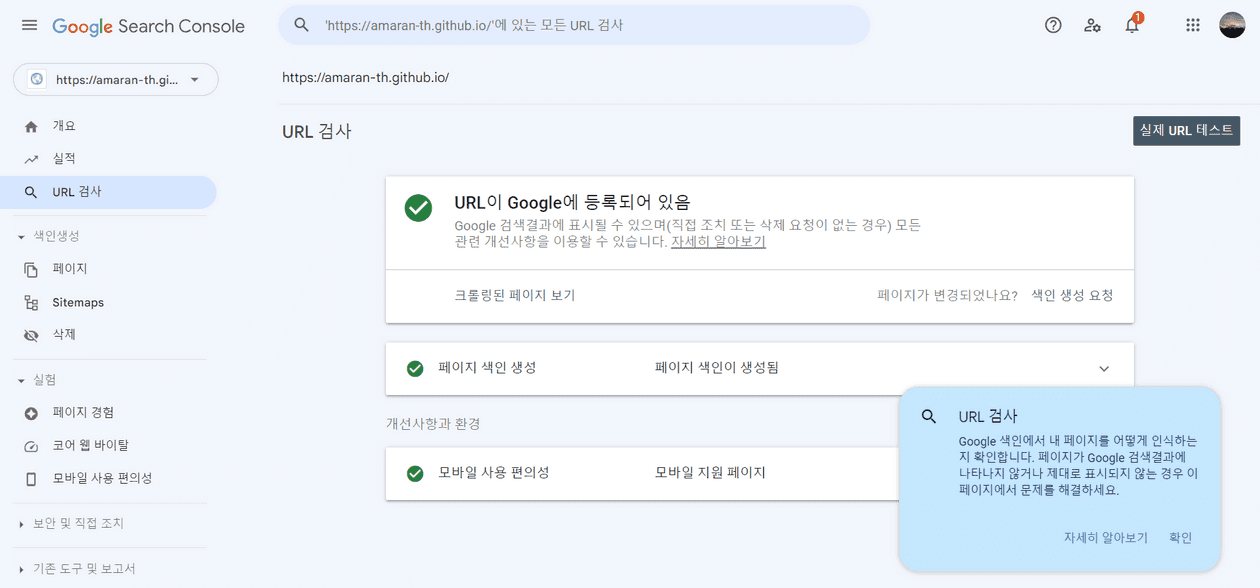 Google Search Console
'https://amaran-th.github.io/'에 있는 모든 URL 검사
1
https://amaran-th.gi...
https://amaran-th.github.io/
개요
실적
URL 검사
색인생성
페이지
Sitemaps
삭제
실험
페이지 경험
코어 웹 바이탈
모바일 사용 편의성
보안 및 직접 조치
기존 도구 및 보고서
URL 검사
실제 URL 테스트
URL이 Google에 등록되어 있음
Google 검색결과에 표시될 수 있으며(직접 조치 또는 삭제 요청이 없는 경우) 모든
관련 개선사항을 이용할 수 있습니다. 자세히 알아보기
크롤링된 페이지 보기
페이지가 변경되었나요? 색인 생성 요청
페이지 색인 생성
페이지 색인이 생성됨
개선사항과 환경
모바일 사용 편의성
모바일 지원 페이지
URL 검사
Google 색인에서 내 페이지를 어떻게 인식하는
지 확인합니다. 페이지가 Google 검색결과에
나타나지 않거나 제대로 표시되지 않는 경우 이
페이지에서 문제를 해결하세요.
자세히 알아보기 확인